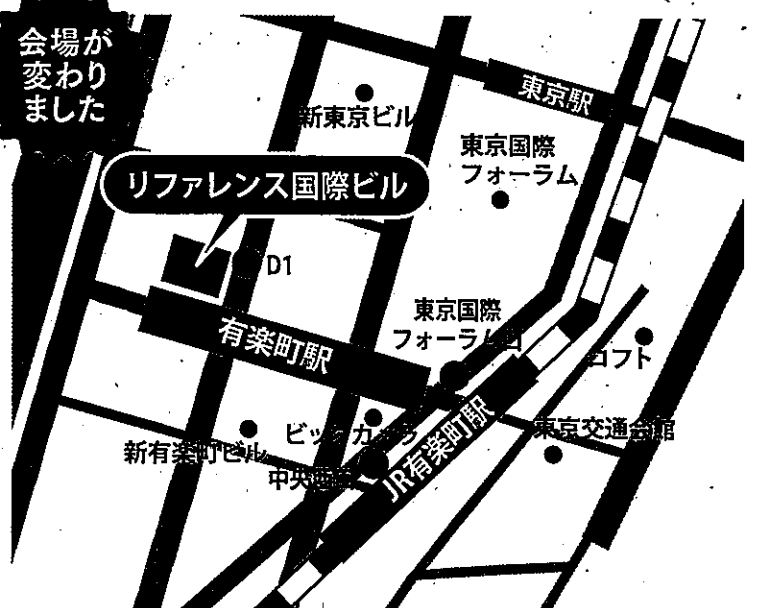 会場が
変わり
ました
東京駅
新東京ビル
東京国際
フォーラム
リファレンス国際ビル
D1
東京国際
フォーラム口
有楽町駅
ロフト
ビックカメラ
東京交通会館
新有楽町ビル
中央西口
JR有楽町駅